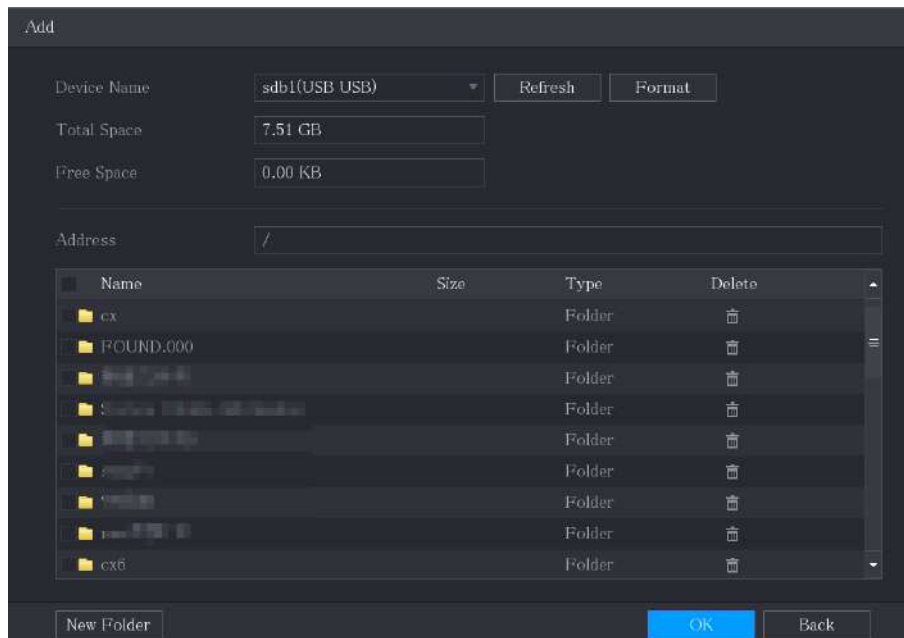 Add
Device Name sdb1(USB USB) Refresh Format
Total Space 7.51 GB
Free Space 0.00 KB
Address /
Name Size Type Delete
cx Folder
FOUND.000 Folder
Folder
Folder
Folder
Folder
Folder
Folder
cx6 Folder
New Folder OK Back